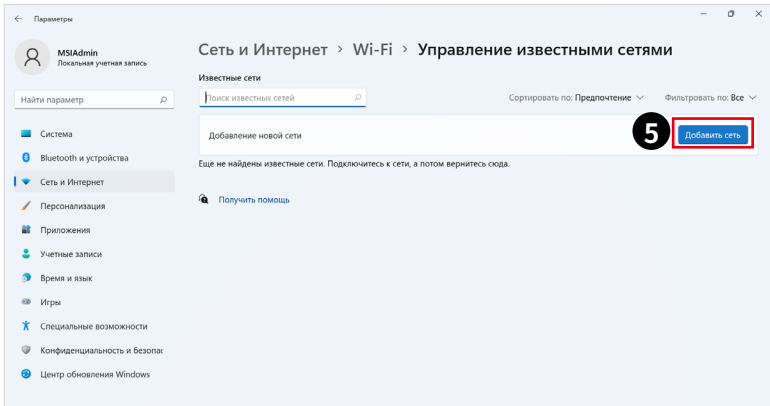 Параметры
MSIAdmin
Локальная учетная запись
Найти параметр
Система
Bluetooth и устройства
Сеть и Интернет
Персонализация
Приложения
Учетные записи
Время и язык
Игры
Специальные возможности
Конфиденциальность и безопас
Центр обновления Windows
Сеть и Интернет > Wi-Fi > Управление известными сетями
Известные сети
Поиск известных сетей
Сортировать по: Предпочтение
Фильтровать по: Все
Добавление новой сети
5
Добавить сеть
Еще не найдены известные сети. Подключитесь к сети, а потом вернитесь сюда.
Получить помощь